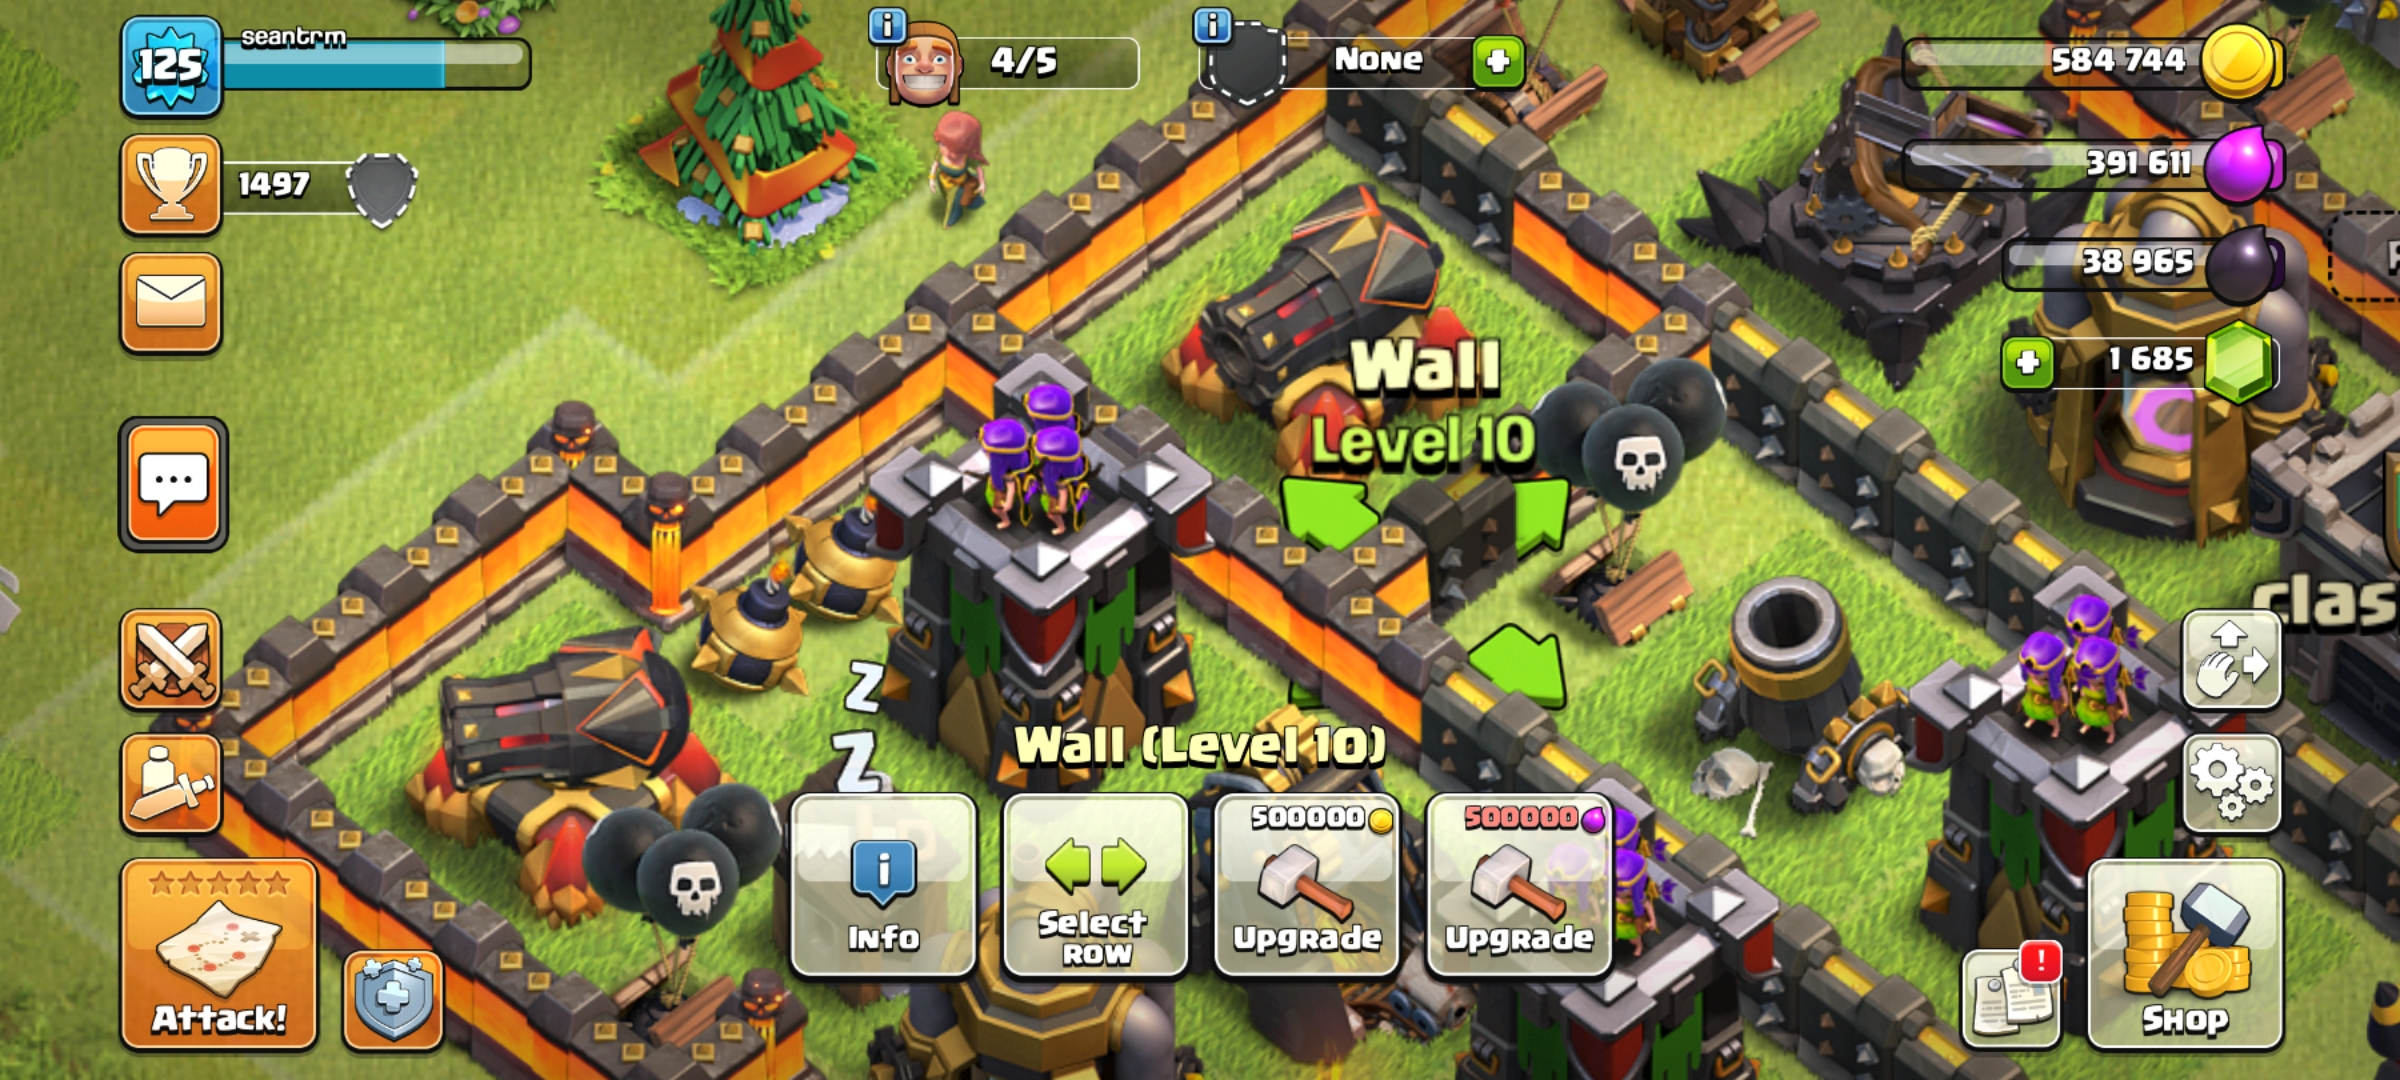 125
seantrm
4/5
None
584 744
1497
391 611
38 965
1 685
Wall
Level 10
clas
Z
Z
Wall (Level 10)
500000
500000
Info
Select
Row
Upgrade
Upgrade
Attack!
!
Shop